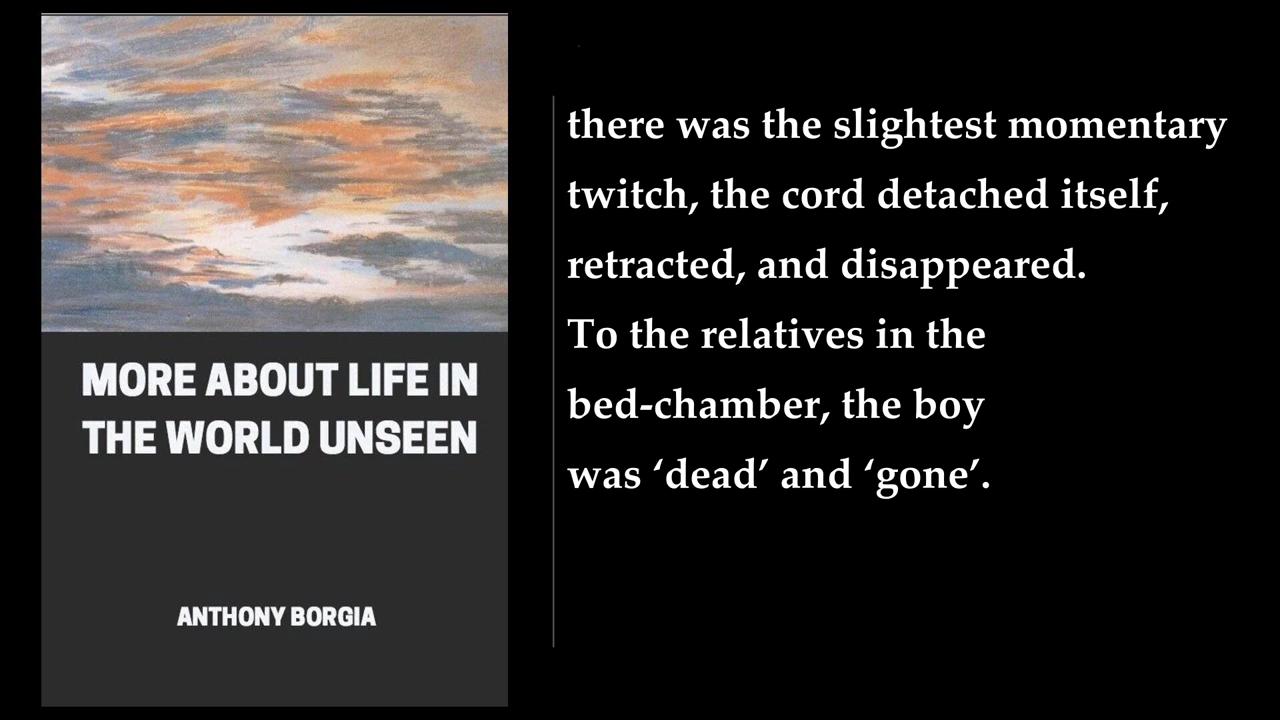 MORE ABOUT LIFE IN
THE WORLD UNSEEN
ANTHONY BORGIA
there was the slightest momentary
twitch, the cord detached itself,
retracted, and disappeared.
To the relatives in the
bed-chamber, the boy
was ‘dead’ and ‘gone’.